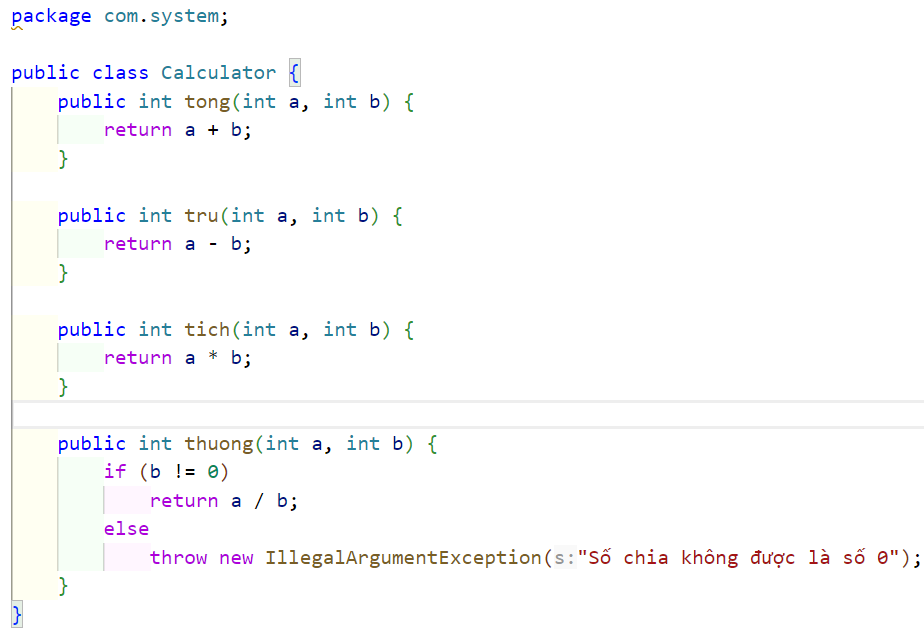 package com.system;
public class Calculator {
public int tong(int a, int b) {
return a + b;
}
public int tru(int a, int b) {
return a - b;
}
public int tich(int a, int b) {
return a * b;
}
public int thuong(int a, int b) {
if (b != 0)
return a / b;
else
throw new IllegalArgumentException(s:"Số chia không được là số 0");
}
}